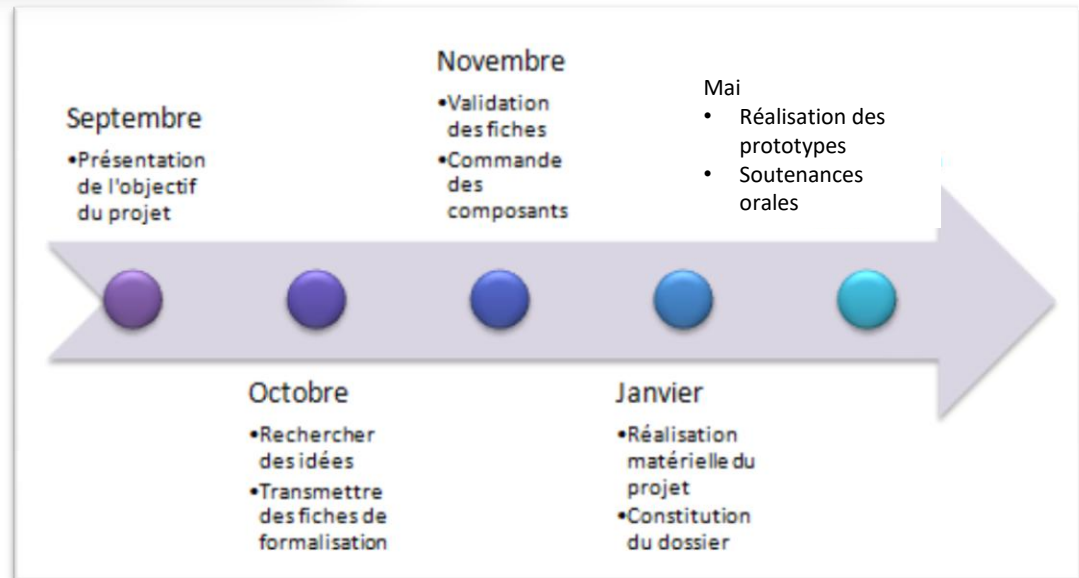 Septembre
•Présentation
de l'objectif
du projet
Octobre
•Rechercher
des idées
•Transmettre
des fiches de
formalisation
Novembre
•Validation
des fiches
•Commande
des
composants
Janvier
•Réalisation
matérielle du
projet
•Constitution
du dossier
Mai
• Réalisation des
prototypes
• Soutenances
orales